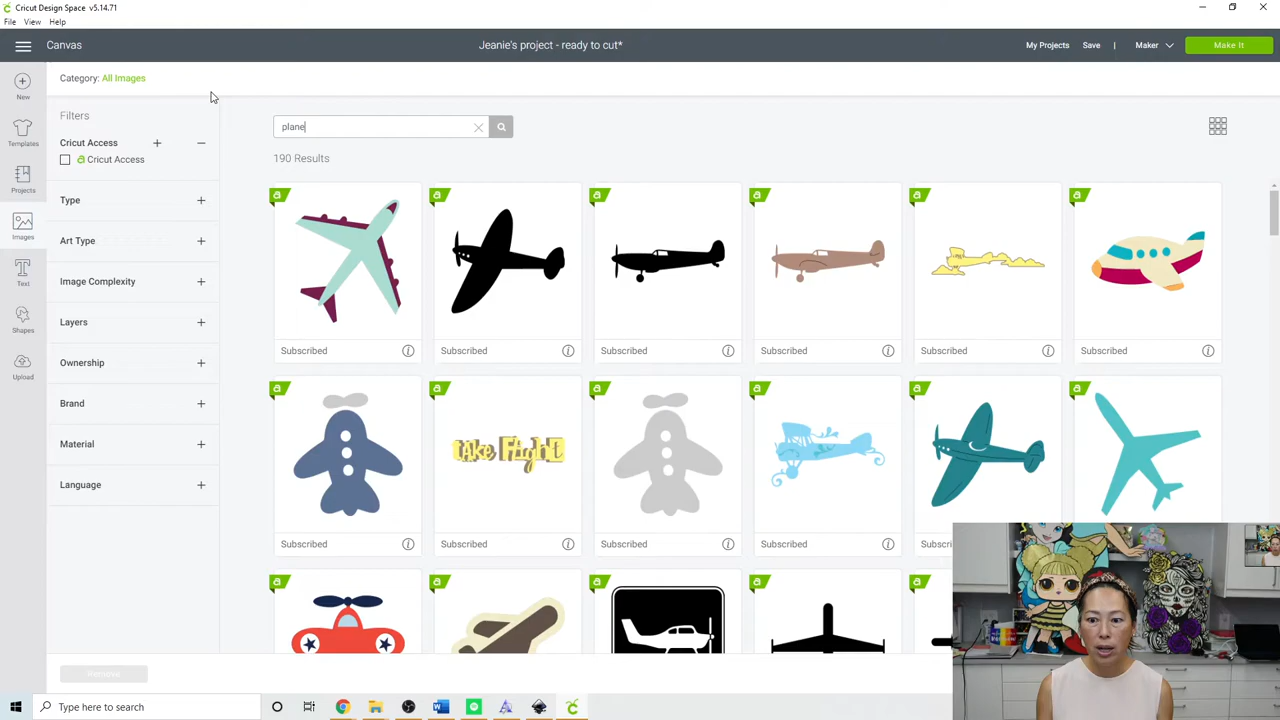 Cricut Design Space v5.14.71
File View Help
Canvas
Jeanie's project - ready to cut*
My Projects Save | Maker Make It
New
Templates
Projects
Images
Text
Shapes
Upload
Category: All Images
Filters
Cricut Access
Cricut Access
Type
Art Type
Image Complexity
Layers
Ownership
Brand
Material
Language
plane
190 Results
Subscribed Subscribed Subscribed Subscribed Subscribed Subscribed
take Flight
Subscribed Subscribed Subscribed Subscribed Subscri
Remove
Type here to search